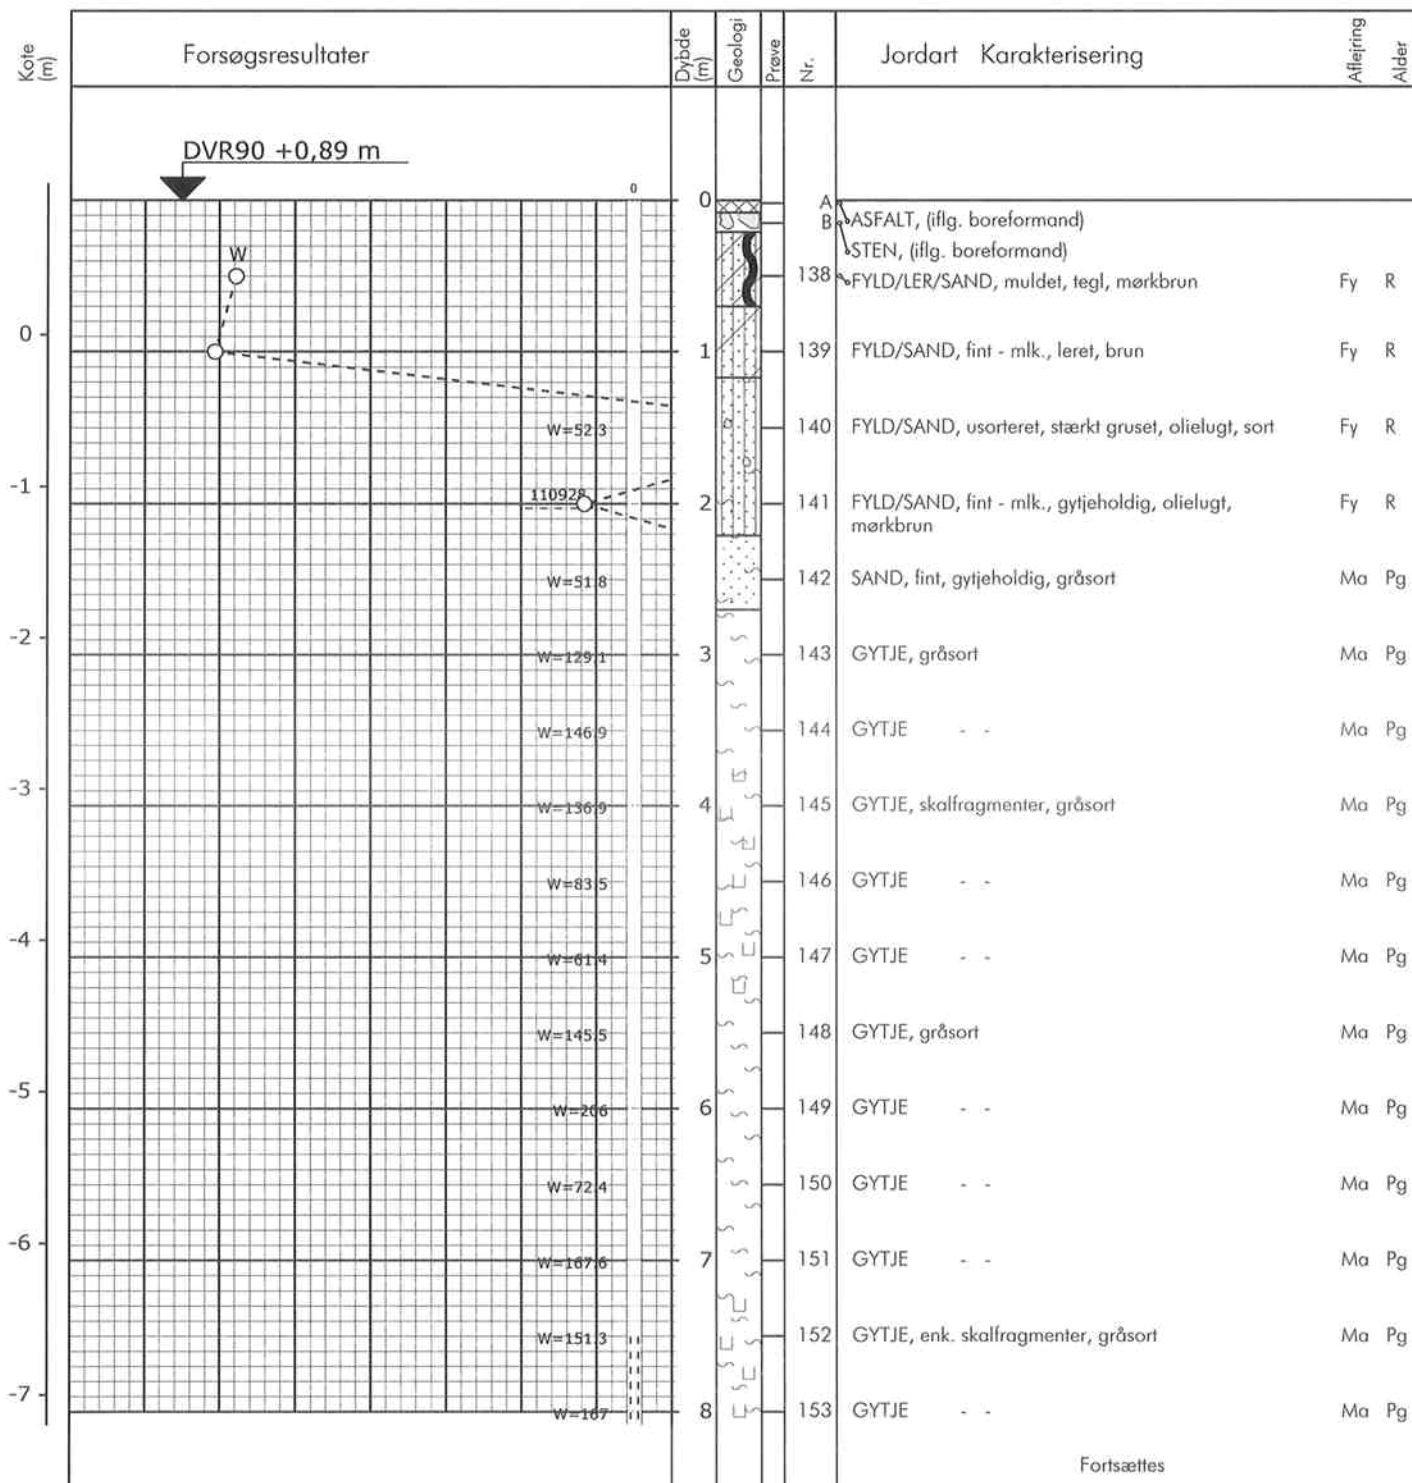 Kote (m)
Forsøgsresultater
Dybde (m)
Geologi
Prøve
Nr.
Jordart Karakterisering
Aflejring
Alder
DVR90 +0,89 m
0
0
A
ASFALT, (iflg. boreformand)
B
STEN, (iflg. boreformand)
W
138 FYLD/LER/SAND, muldet, tegl, mørkbrun Fy R
0
1 139 FYLD/SAND, fint - mlk., leret, brun Fy R
W=52.3 140 FYLD/SAND, usorteret, stærkt gruset, olielugt, sort Fy R
-1
110928 2 141 FYLD/SAND, fint - mlk., gytjeholdig, olielugt, Fy R
mørkbrun
W=51.8 142 SAND, fint, gytjeholdig, gråsort Ma Pg
-2
W=129.1 3 143 GYTJE, gråsort Ma Pg
W=146.9 144 GYTJE - - Ma Pg
-3
W=136.9 4 145 GYTJE, skalfragmenter, gråsort Ma Pg
W=83.5 146 GYTJE - - Ma Pg
-4
W=61.4 5 147 GYTJE - - Ma Pg
W=145.5 148 GYTJE, gråsort Ma Pg
-5
W=206 6 149 GYTJE - - Ma Pg
W=72.4 150 GYTJE - - Ma Pg
-6
W=167.6 7 151 GYTJE - - Ma Pg
W=151.3 152 GYTJE, enk. skalfragmenter, gråsort Ma Pg
-7
W=167 8 153 GYTJE - - Ma Pg
Fortsættes